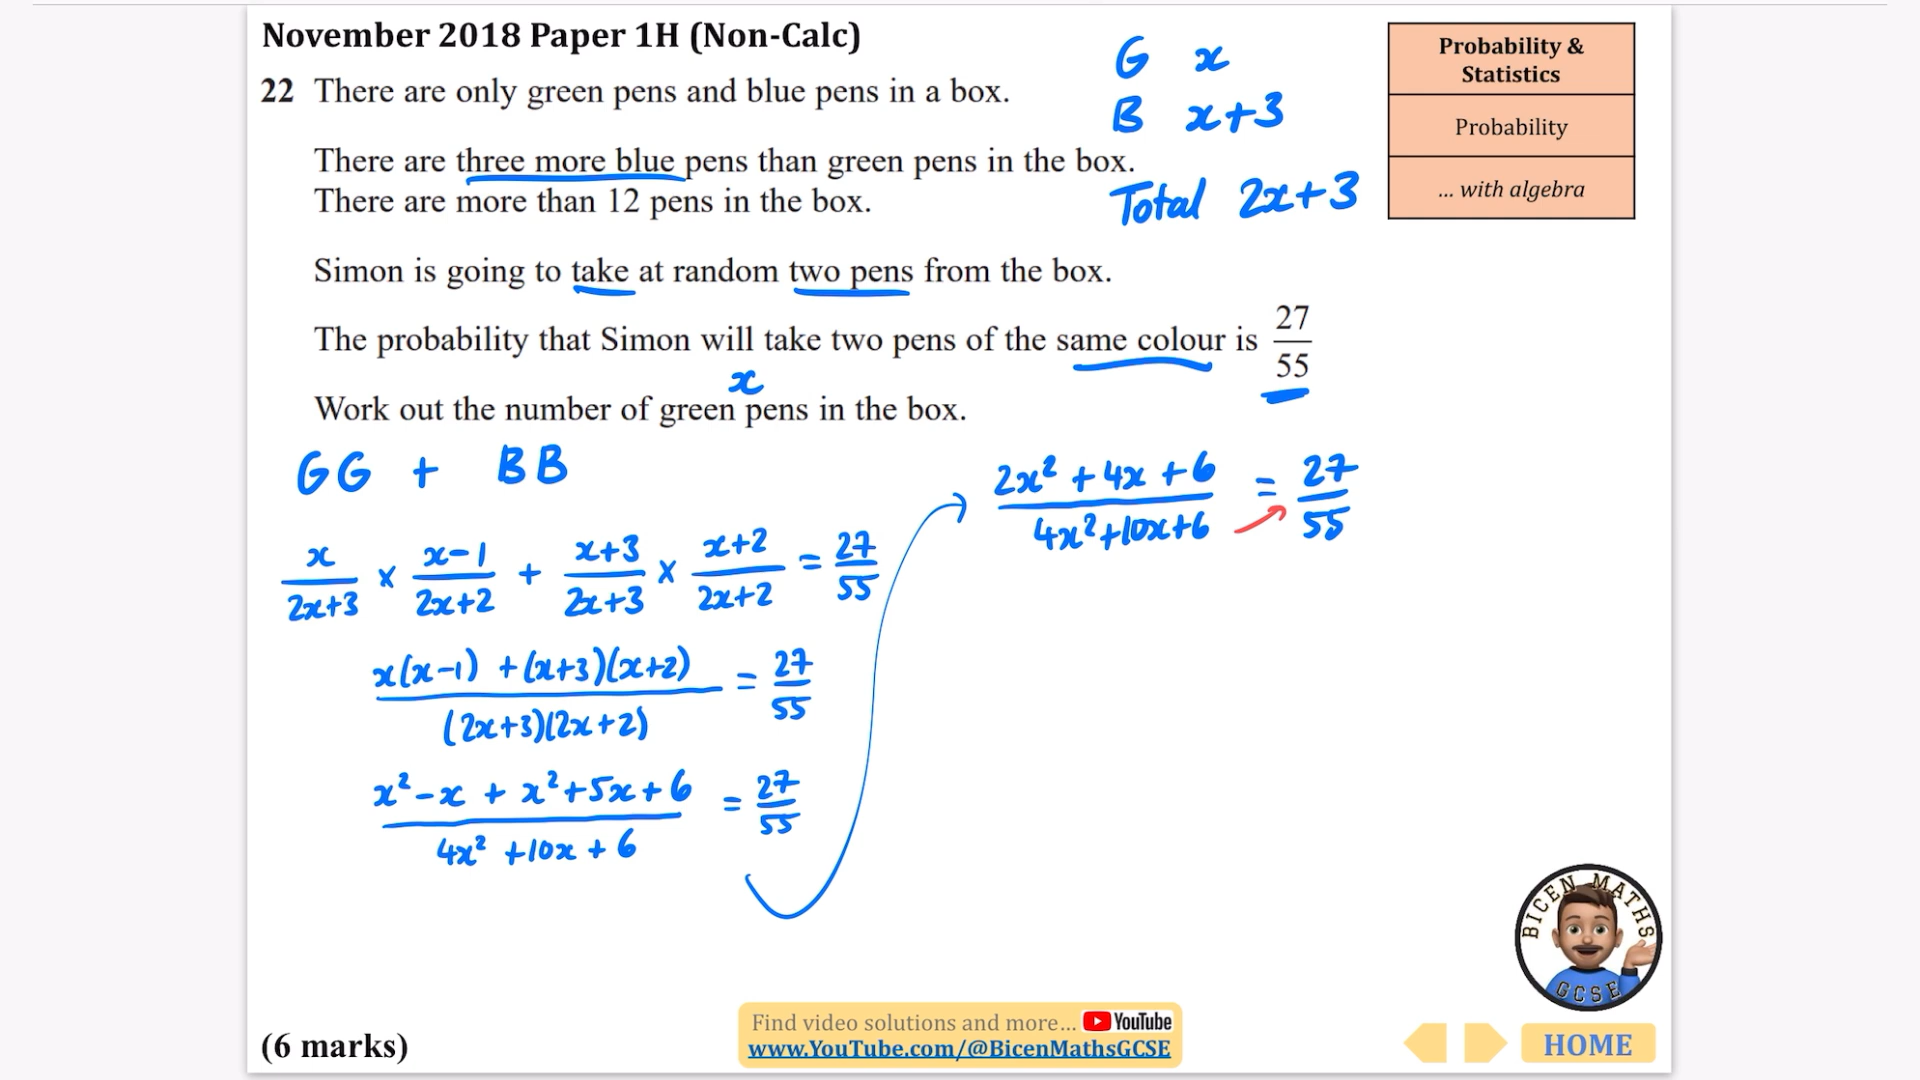 November 2018 Paper 1H (Non-Calc)
22 There are only green pens and blue pens in a box.
There are three more blue pens than green pens in the box.
There are more than 12 pens in the box.
Simon is going to take at random two pens from the box.
The probability that Simon will take two pens of the same colour is 27/55
x
Work out the number of green pens in the box.
G x
B x+3
Total 2x+3
Probability &
Statistics
Probability
... with algebra
GG + BB
x/2x+3 × x-1/2x+2 + x+3/2x+3 × x+2/2x+2 = 27/55
x(x-1) + (x+3)(x+2)/(2x+3)(2x+2) = 27/55
x²-x + x²+5x+6/4x² +10x + 6 = 27/55
2x² + 4x + 6/4x²+10x+6 = 27/55
(6 marks)
Find video solutions and more... YouTube
www.YouTube.com/@BicenMathsGCSE
BICEN MATHS
GCSE
HOME